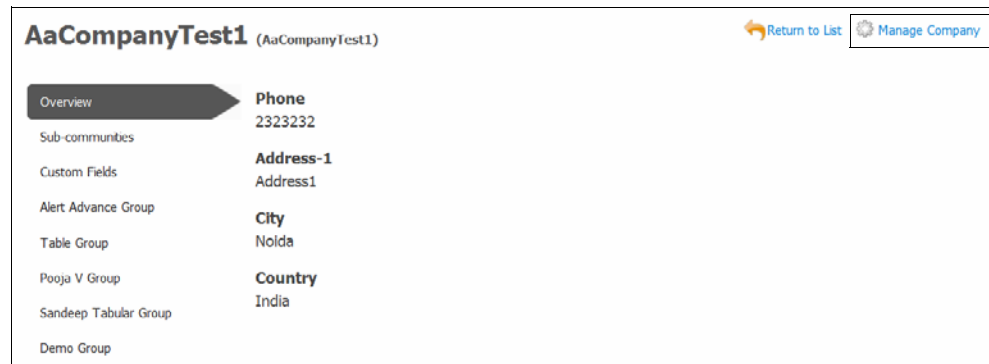 AaCompanyTest1 (AaCompanyTest1)
Return to List
Manage Company
Overview
Sub-communities
Custom Fields
Alert Advance Group
Table Group
Pooja V Group
Sandeep Tabular Group
Demo Group
Phone
2323232
Address-1
Address1
City
Noida
Country
India